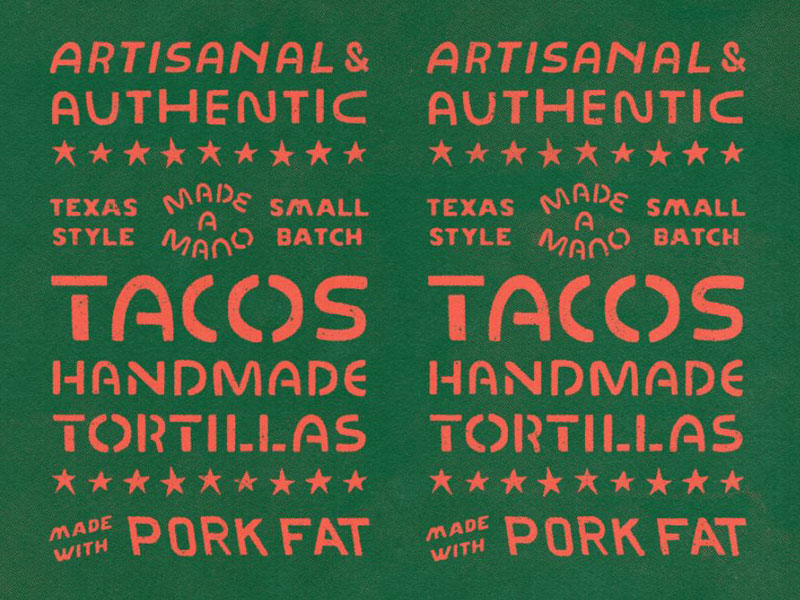 ARTISANAL &
AUTHENTIC
TEXAS STYLE
MADE A MANO
SMALL BATCH
TACOS
HANDMADE
TORTILLAS
MADE WITH PORK FAT
ARTISANAL &
AUTHENTIC
TEXAS STYLE
MADE A MANO
SMALL BATCH
TACOS
HANDMADE
TORTILLAS
MADE WITH PORK FAT